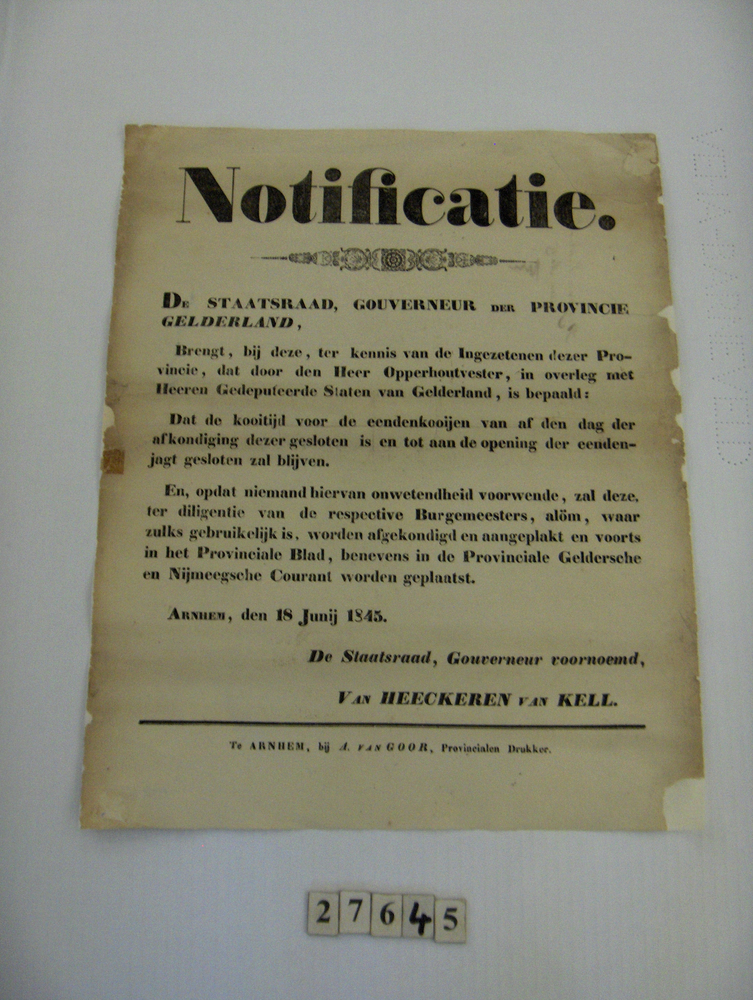 Notificatie.
De STAATSRAAD, GOUVERNEUR DER PROVINCIE
GELDERLAND,
Brengt, bij deze, ter kennis van de Ingezetenen dezer Pro-
vincie, dat door den Heer Opperhoutvester, in overleg met
Heeren Gedeputeerde Staten van Gelderland, is bepaald:
Dat de kooitijd voor de eendenkooijen van af den dag der
afkondiging dezer gesloten is en tot aan de opening der eenden-
jagt gesloten zal blijven.
En, opdat niemand hiervan onwetendheid voorwende, zal deze,
ter diligentie van de respective Burgemeesters, alöm, waar
zulks gebruikelijk is, worden afgekondigd en aangeplakt en voorts
in het Provinciale Blad, benevens in de Provinciale Geldersche
en Nijmeegsche Courant worden geplaatst.
ARNHEM, den 18 Junij 1845.
De Staatsraad, Gouverneur voornoemd,
VAN HEECKEREN VAN KELL.
Te ARNHEM, bij A. VAN GOOR, Provincialen Drukker.
27645